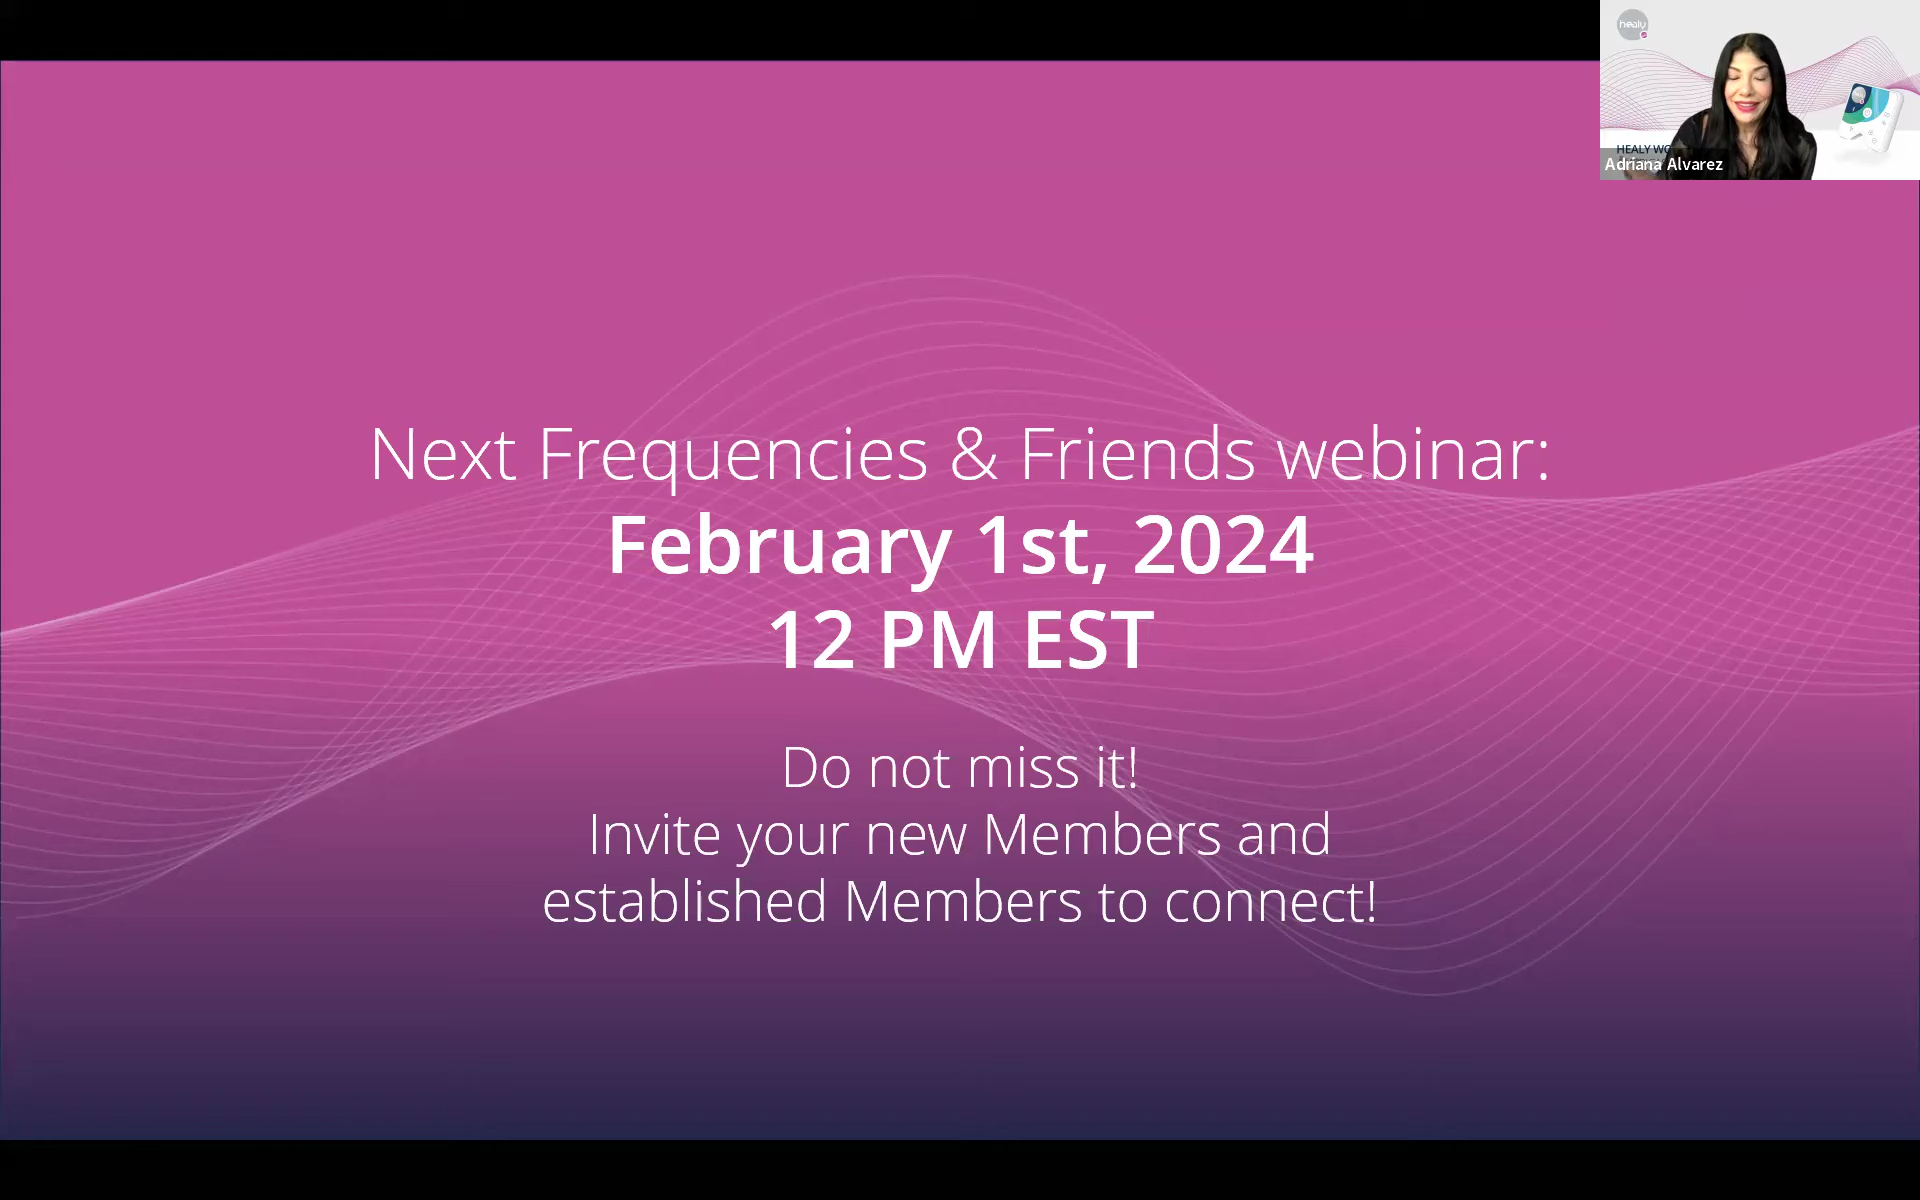 Next Frequencies & Friends webinar:
February 1st, 2024
12 PM EST
Do not miss it!
Invite your new Members and
established Members to connect!
healy
HEALY WO
Adriana Alvarez